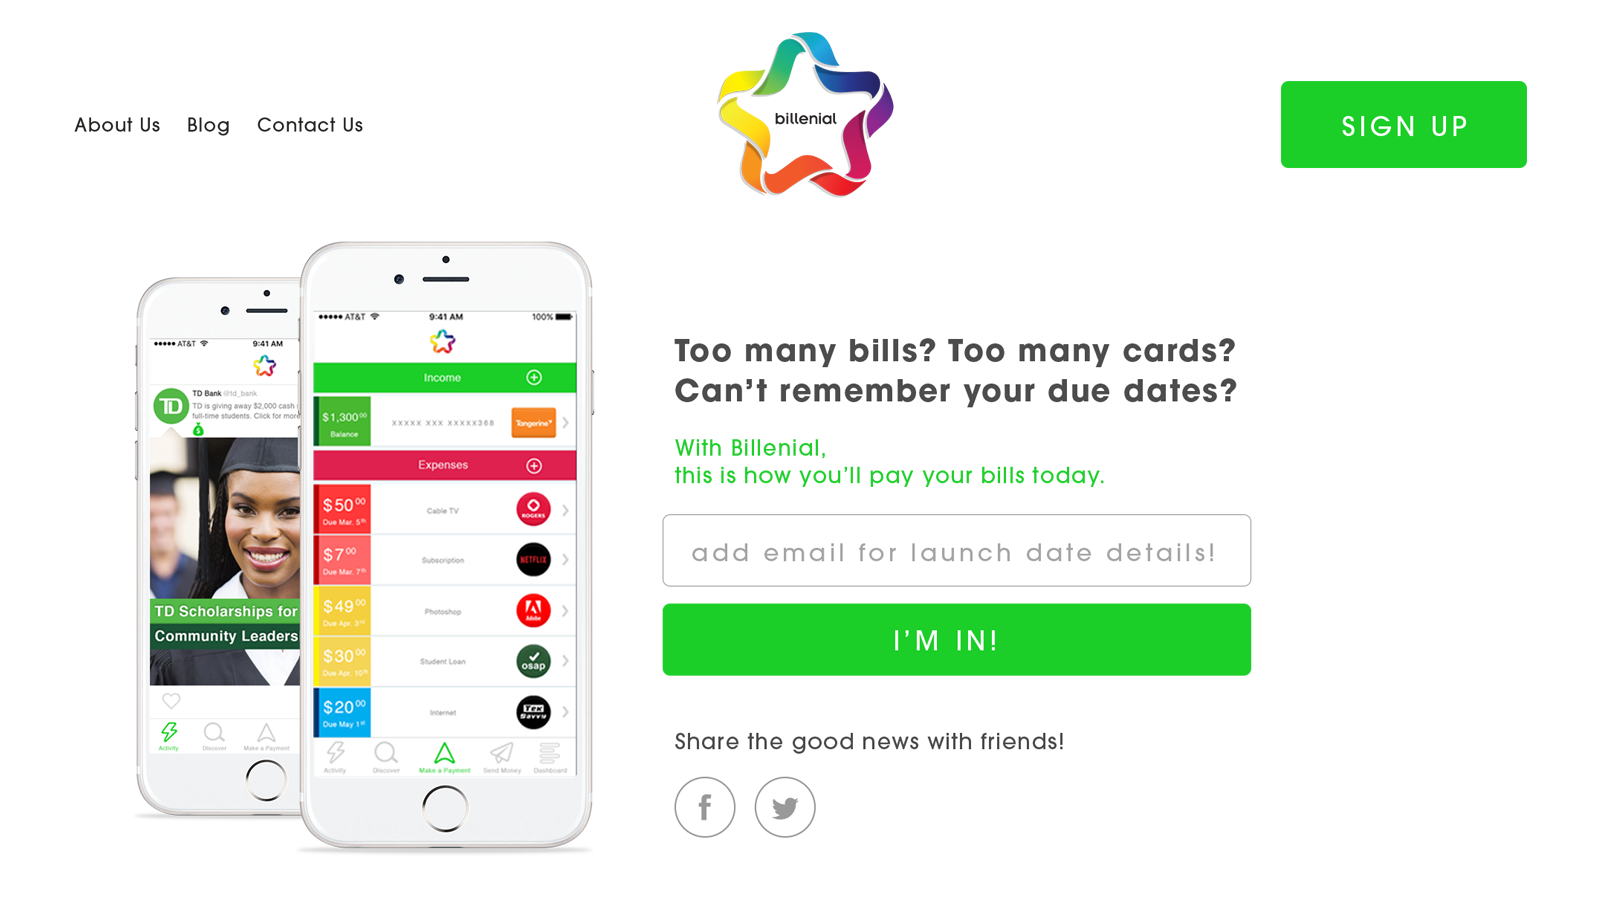 About Us Blog Contact Us
billenial
SIGN UP
AT&T 9:41 AM
TD Bank @td_bank
TD is giving away $2,000 cash
full-time students. Click for more
TD
TD Scholarships for
Community Leaders
Activity Discover Make a Payment
AT&T 9:41 AM 100%
Income
$1,300 00
Balance
xxxxx xxx xxxxx368
Tangerine
Expenses
$50 00
Due Mar. 5th
Cable TV
ROGERS
$7 00
Due Mar. 7th
Subscription
NETFLIX
$49 00
Due Apr. 3rd
Photoshop
Adobe
$30 00
Due Apr. 10th
Student Loan
osap
$20 00
Due May 1st
Internet
Tek
Savvy
Activity Discover Make a Payment Send Money Dashboard
Too many bills? Too many cards?
Can’t remember your due dates?
With Billenial,
this is how you’ll pay your bills today.
add email for launch date details!
I’M IN!
Share the good news with friends!